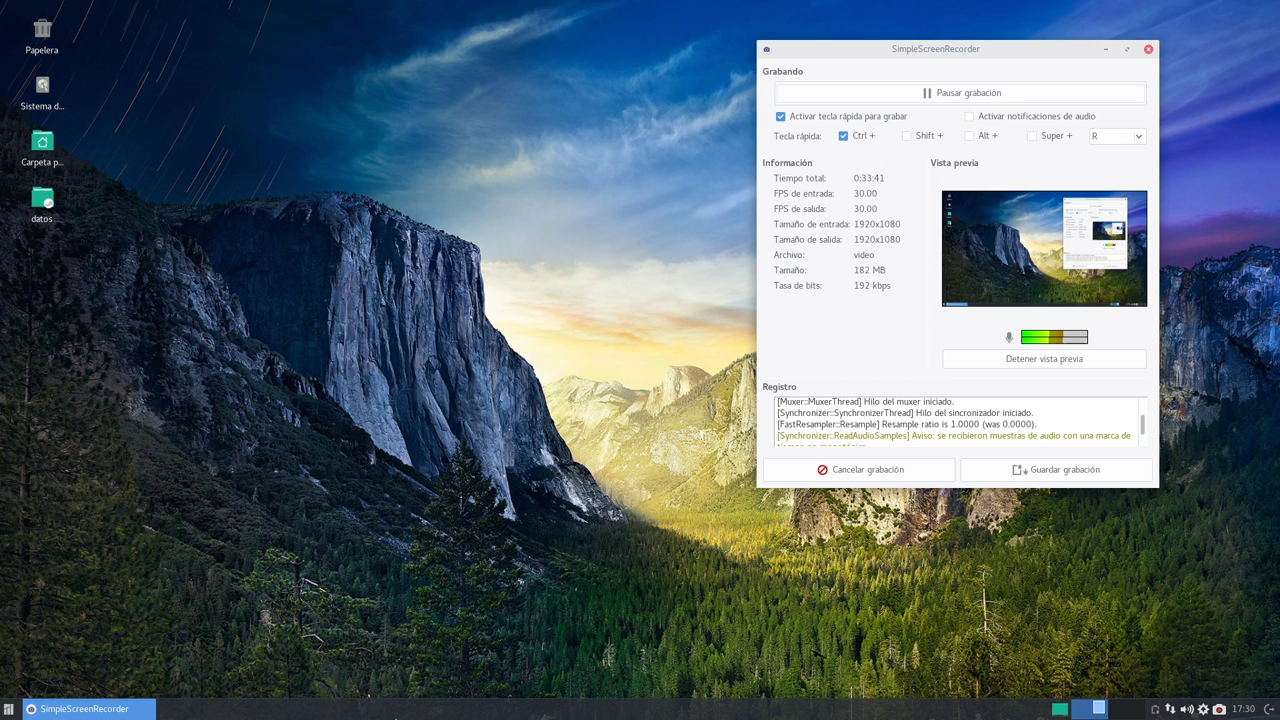 Papelera
Sistema d...
Carpeta p...
datos
SimpleScreenRecorder
Grabando
Pausar grabación
Activar tecla rápida para grabar
Activar notificaciones de audio
Tecla rápida:
Ctrl +
Shift +
Alt +
Super +
R
Información
Tiempo total: 0:33:41
FPS de entrada: 30.00
FPS de salida: 30.00
Tamaño de entrada: 1920x1080
Tamaño de salida: 1920x1080
Archivo: video
Tamaño: 182 MB
Tasa de bits: 192 kbps
Vista previa
Detener vista previa
Registro
[Muxer::MuxerThread] Hilo del muxer iniciado.
[Synchronizer::SynchronizerThread] Hilo del sincronizador iniciado.
[FastResampler::Resample] Resample ratio is 1.0000 (was 0.0000).
[Synchronizer::ReadAudioSamples] Aviso: se recibieron muestras de audio con una marca de
Cancelar grabación
Guardar grabación
SimpleScreenRecorder
17:30